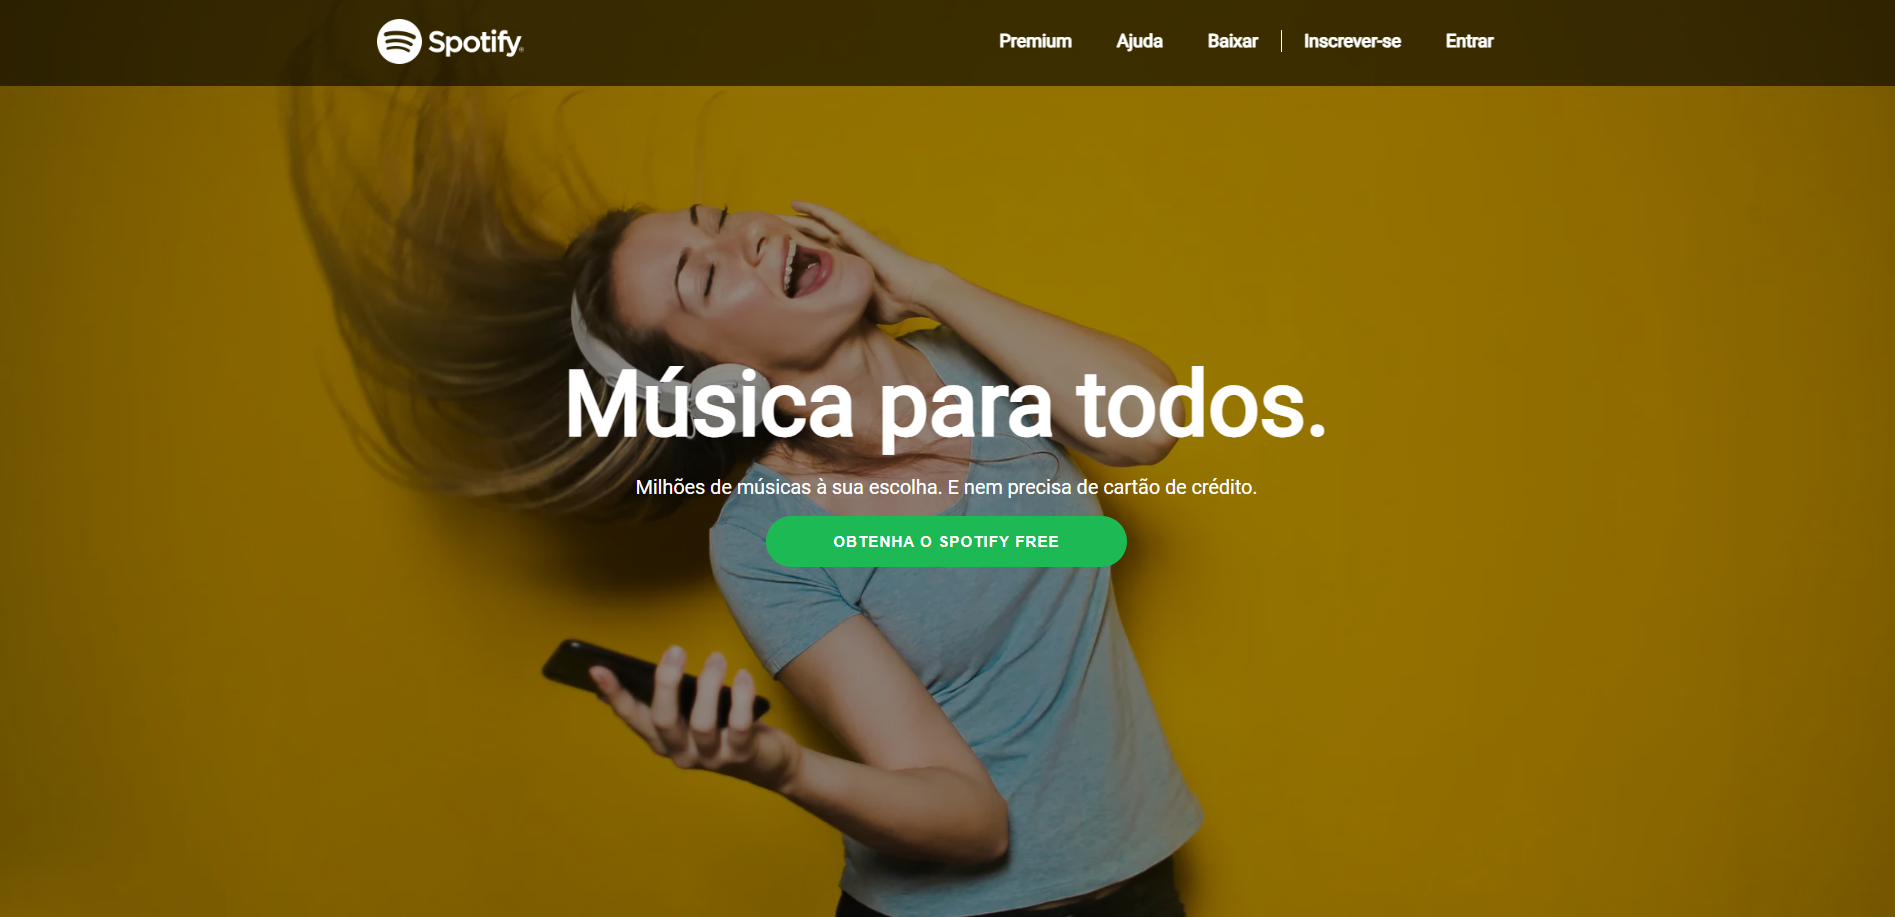 Spotify®
Premium
Ajuda
Baixar
Inscrever-se
Entrar
Música para todos.
Milhões de músicas à sua escolha. E nem precisa de cartão de crédito.
OBTENHA O SPOTIFY FREE